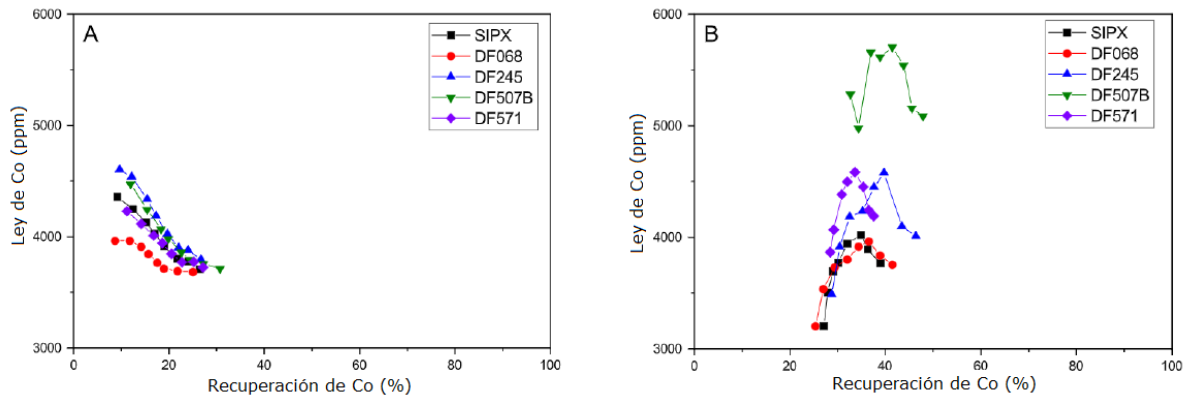 A
SIPX
DF068
DF245
DF507B
DF571
Ley de Co (ppm)
6000
5000
4000
3000
0
20
40
60
80
100
Recuperación de Co (%)
B
SIPX
DF068
DF245
DF507B
DF571
Ley de Co (ppm)
6000
5000
4000
3000
0
20
40
60
80
100
Recuperación de Co (%)